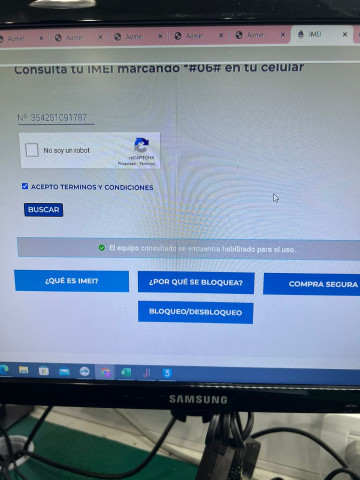 Admin
Admin
Admin
Admin
Admin
IMEI
Consulta tu IMEI marcando *#06# en tu celular
Nº 354251091787
No soy un robot
reCAPTCHA
Privacidad - Términos
ACEPTO TERMINOS Y CONDICIONES
BUSCAR
El equipo consultado se encuentra habilitado para el uso.
¿QUÉ ES IMEI?
¿POR QUÉ SE BLOQUEA?
COMPRA SEGURA
BLOQUEO/DESBLOQUEO
SAMSUNG